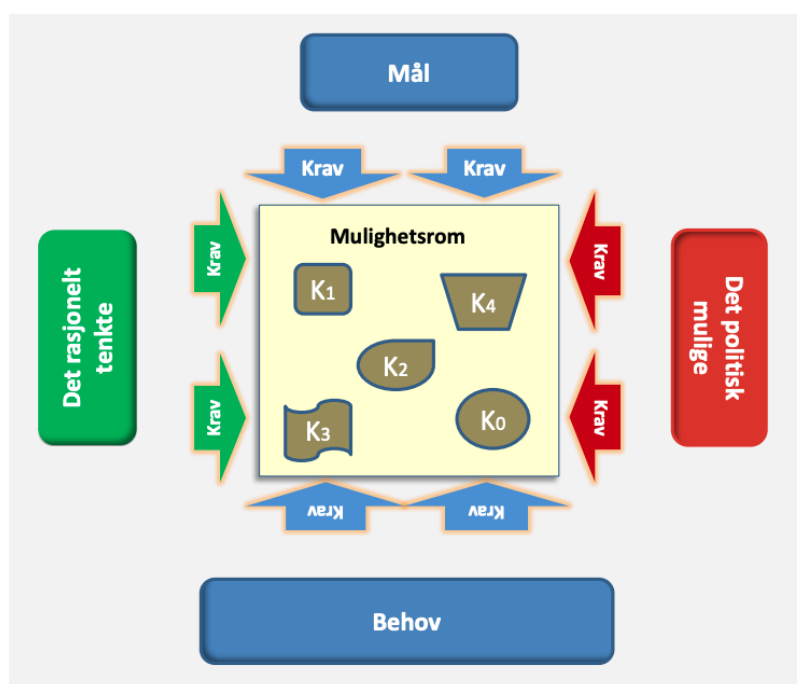 Mål
Krav
Krav
Mulighetsrom
Krav
Krav
K1
K4
Det rasjonelt
tenkte
Det politisk
mulige
K2
Krav
Krav
K3
K0
Krav
Krav
Behov